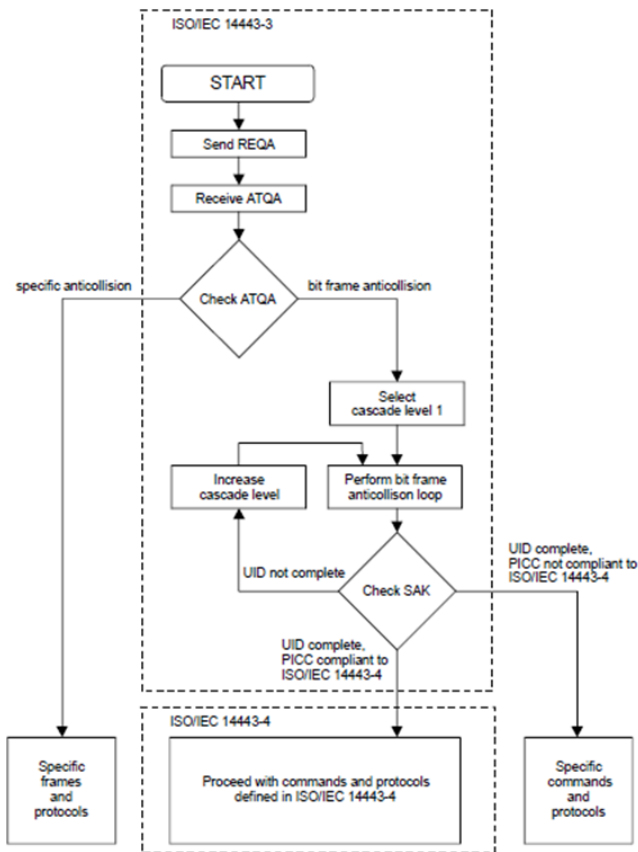 ISO/IEC 14443-3
START
Send REQA
Receive ATQA
specific anticollision
Check ATQA
bit frame anticollision
Select
cascade level 1
Increase
cascade level
Perform bit frame
anticollison loop
UID not complete
Check SAK
UID complete,
PICC not compliant to
ISO/IEC 14443-4
UID complete,
PICC compliant to
ISO/IEC 14443-4
ISO/IEC 14443-4
Specific
frames
and
protocols
Proceed with commands and protocols
defined in ISO/IEC 14443-4
Specific
commands
and
protocols